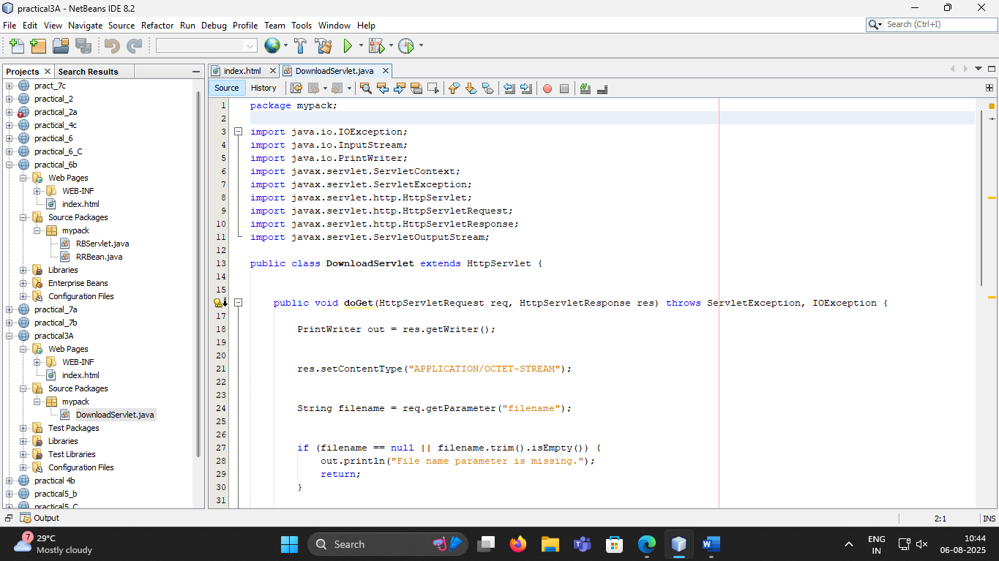 practical3A - NetBeans IDE 8.2
File Edit View Navigate Source Refactor Run Debug Profile Team Tools Window Help
Search (Ctrl+I)
Projects
Search Results
pract_7c
practical_2
practical_2a
practical_4c
practical_6
practical_6_C
practical_6b
Web Pages
WEB-INF
index.html
Source Packages
mypack
RBServlet.java
RRBean.java
Libraries
Enterprise Beans
Configuration Files
practical_7a
practical_7b
practical3A
Web Pages
WEB-INF
index.html
Source Packages
mypack
DownloadServlet.java
Test Packages
Libraries
Test Libraries
Configuration Files
practical 4b
practical5_b
practical5_C
index.html
DownloadServlet.java
Source
History
1 package mypack;
2
3 import java.io.IOException;
4 import java.io.InputStream;
5 import java.io.PrintWriter;
6 import javax.servlet.ServletContext;
7 import javax.servlet.ServletException;
8 import javax.servlet.http.HttpServlet;
9 import javax.servlet.http.HttpServletRequest;
10 import javax.servlet.http.HttpServletResponse;
11 import javax.servlet.ServletOutputStream;
12
13 public class DownloadServlet extends HttpServlet {
14
15
public void doGet(HttpServletRequest req, HttpServletResponse res) throws ServletException, IOException {
17
18 PrintWriter out = res.getWriter();
19
20
21 res.setContentType("APPLICATION/OCTET-STREAM");
22
23
24 String filename = req.getParameter("filename");
25
26
27 if (filename == null || filename.trim().isEmpty()) {
28 out.println("File name parameter is missing.");
29 return;
30 }
31
Output
2:1
INS
7
29°C
Mostly cloudy
Search
ENG
IN
10:44
06-08-2025